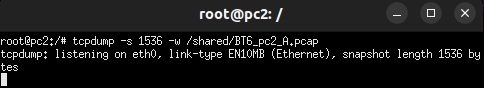 root@pc2: /
root@pc2:/# tcpdump -s 1536 -w /shared/BT6_pc2_A.pcap
tcpdump: listening on eth0, link-type EN10MB (Ethernet), snapshot length 1536 by
tes